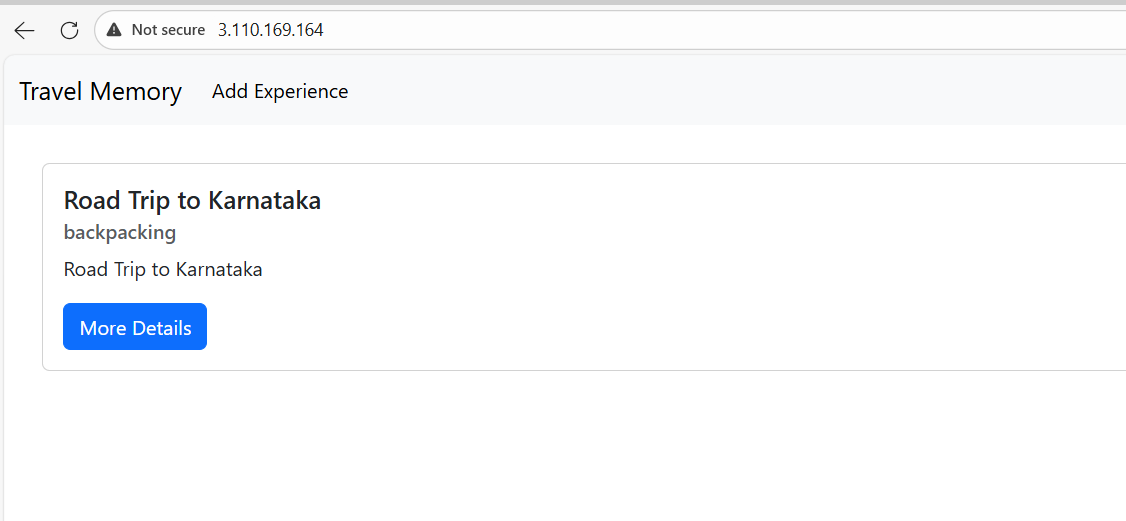 Not secure 3.110.169.164
Travel Memory Add Experience
Road Trip to Karnataka
backpacking
Road Trip to Karnataka
More Details